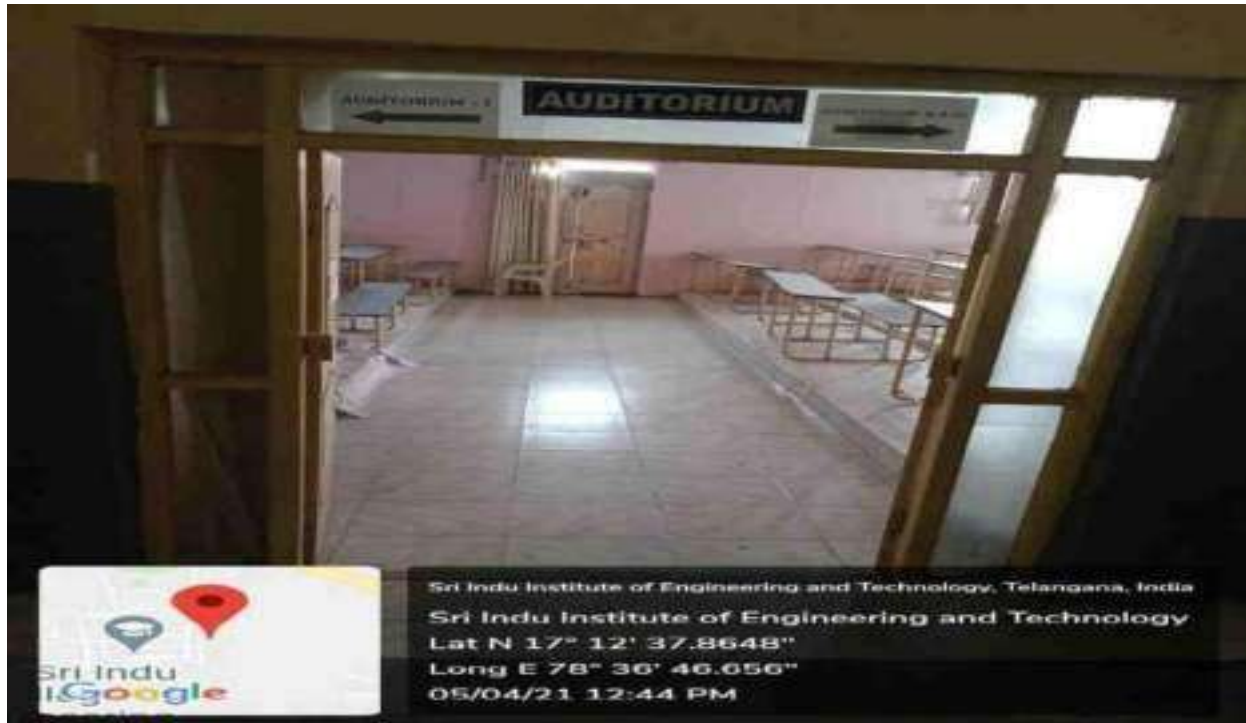 AUDITORIUM - I
AUDITORIUM
Sri Indu
Google
Sri Indu Institute of Engineering and Technology, Telangana, India
Sri Indu Institute of Engineering and Technology
Lat N 17° 12' 37.8648"
Long E 78° 36' 46.656"
05/04/21 12:44 PM